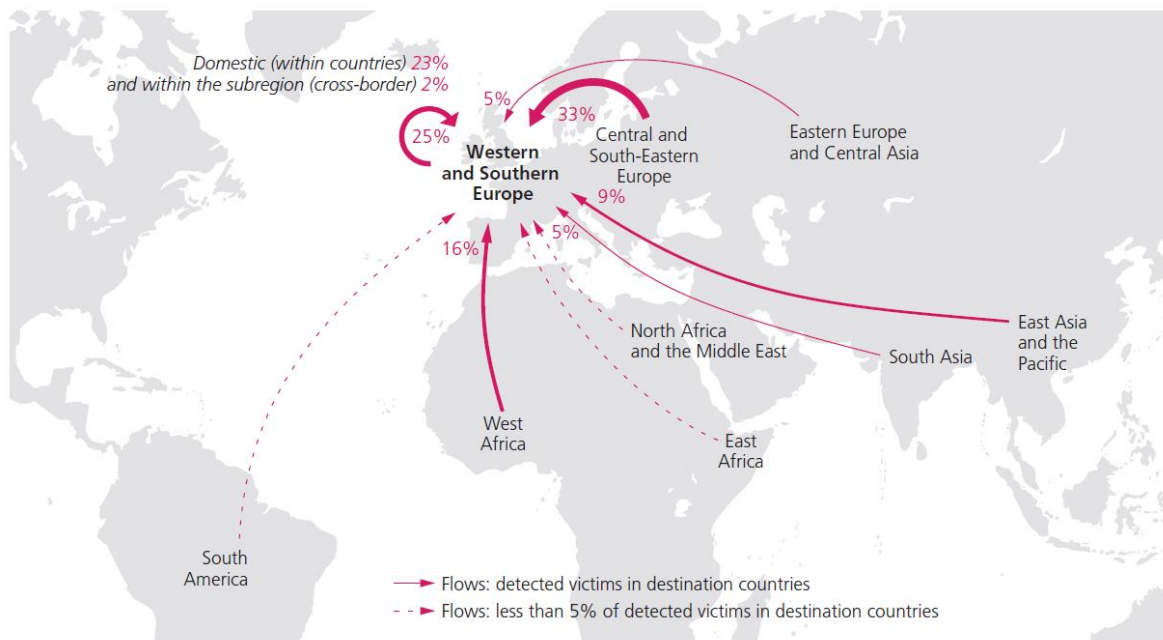 Domestic (within countries) 23%
and within the subregion (cross-border) 2%
5%
33%
25%
Western
and Southern
Europe
Central and
South-Eastern
Europe
Eastern Europe
and Central Asia
9%
5%
16%
North Africa
and the Middle East
East Asia
and the
Pacific
South Asia
West
Africa
East
Africa
South
America
Flows: detected victims in destination countries
Flows: less than 5% of detected victims in destination countries